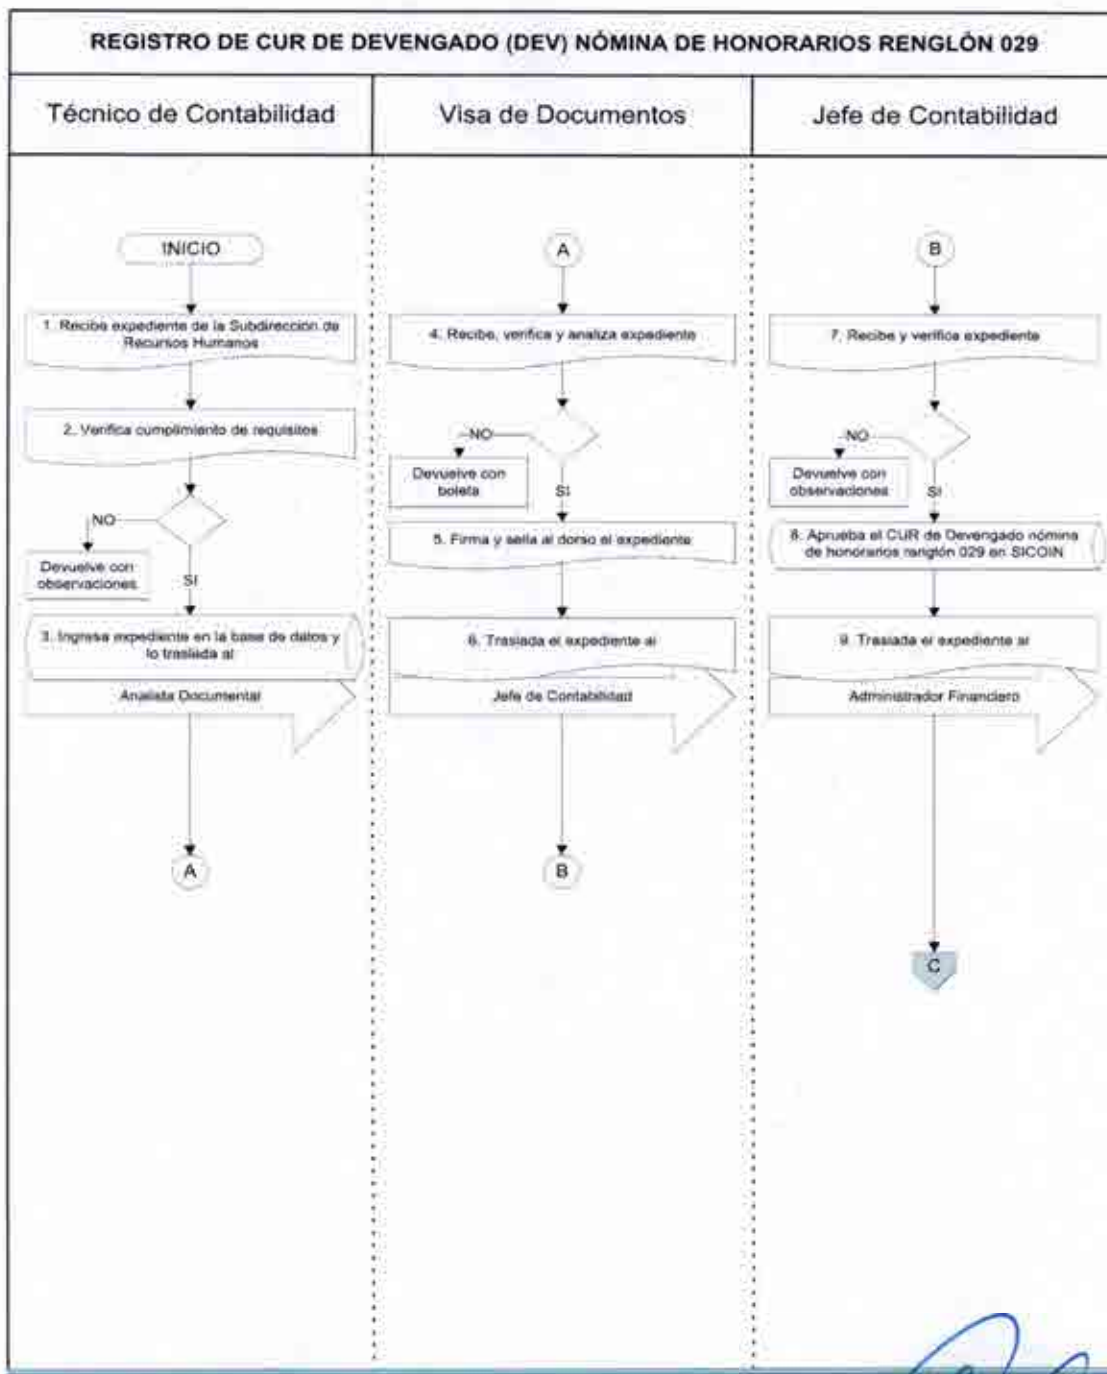 REGISTRO DE CUR DE DEVENGADO (DEV) NÓMINA DE HONORARIOS RENGLÓN 029
Técnico de Contabilidad
INICIO
1. Recibe expediente de la Subdirección de
Recursos Humanos
2. Verifica cumplimiento de requisitos
NO
Devuelve con
observaciones
SI
3. Ingresa expediente en la base de datos y
lo traslada al
Analista Documental
A
Visa de Documentos
A
4. Recibe, verifica y analiza expediente
NO
Devuelve con
boleta
SI
5. Firma y sella al dorso el expediente
6. Traslada el expediente al
Jefe de Contabilidad
B
Jefe de Contabilidad
B
7. Recibe y verifica expediente
NO
Devuelve con
observaciones
SI
8. Aprueba el CUR de Devengado nómina
de honorarios renglón 029 en SICOIN
9. Traslada el expediente al
Administrador Financiero
C